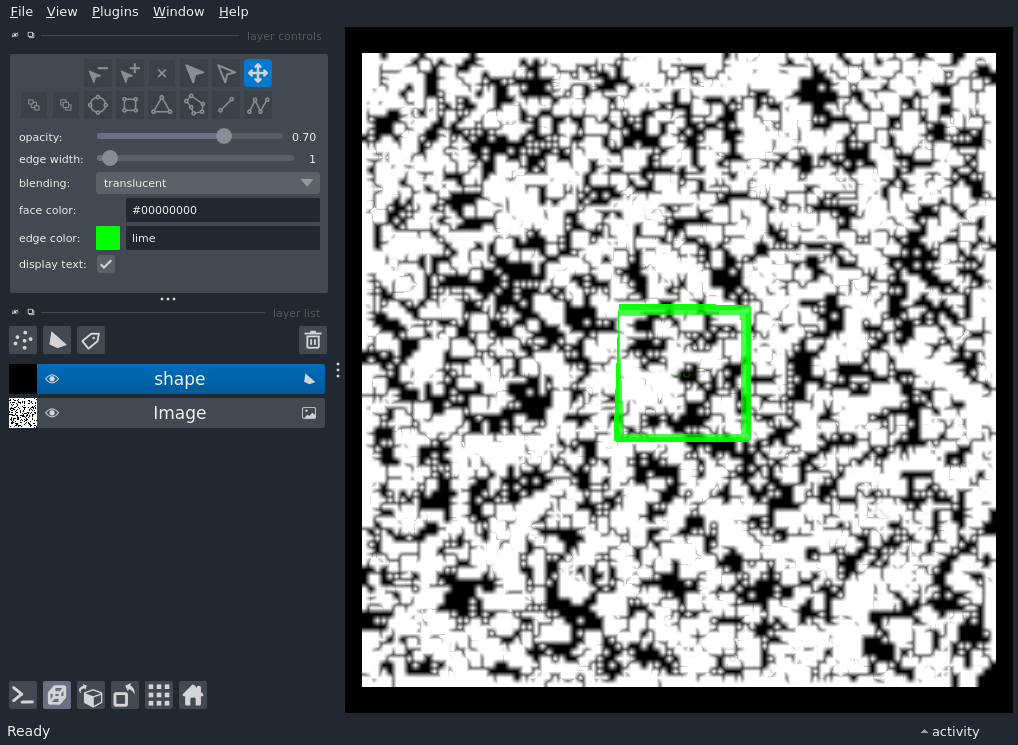 File View Plugins Window Help
layer controls
opacity: 0.70
edge width: 1
blending: translucent
face color: #00000000
edge color: lime
display text:
layer list
shape
Image
Ready
activity